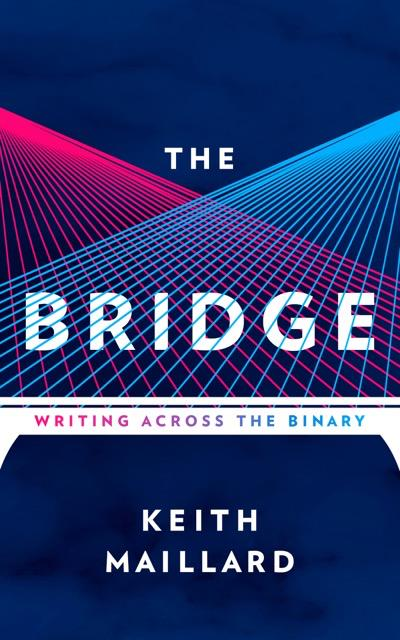 THE
BRIDGE
WRITING ACROSS THE BINARY
KEITH
MAILLARD